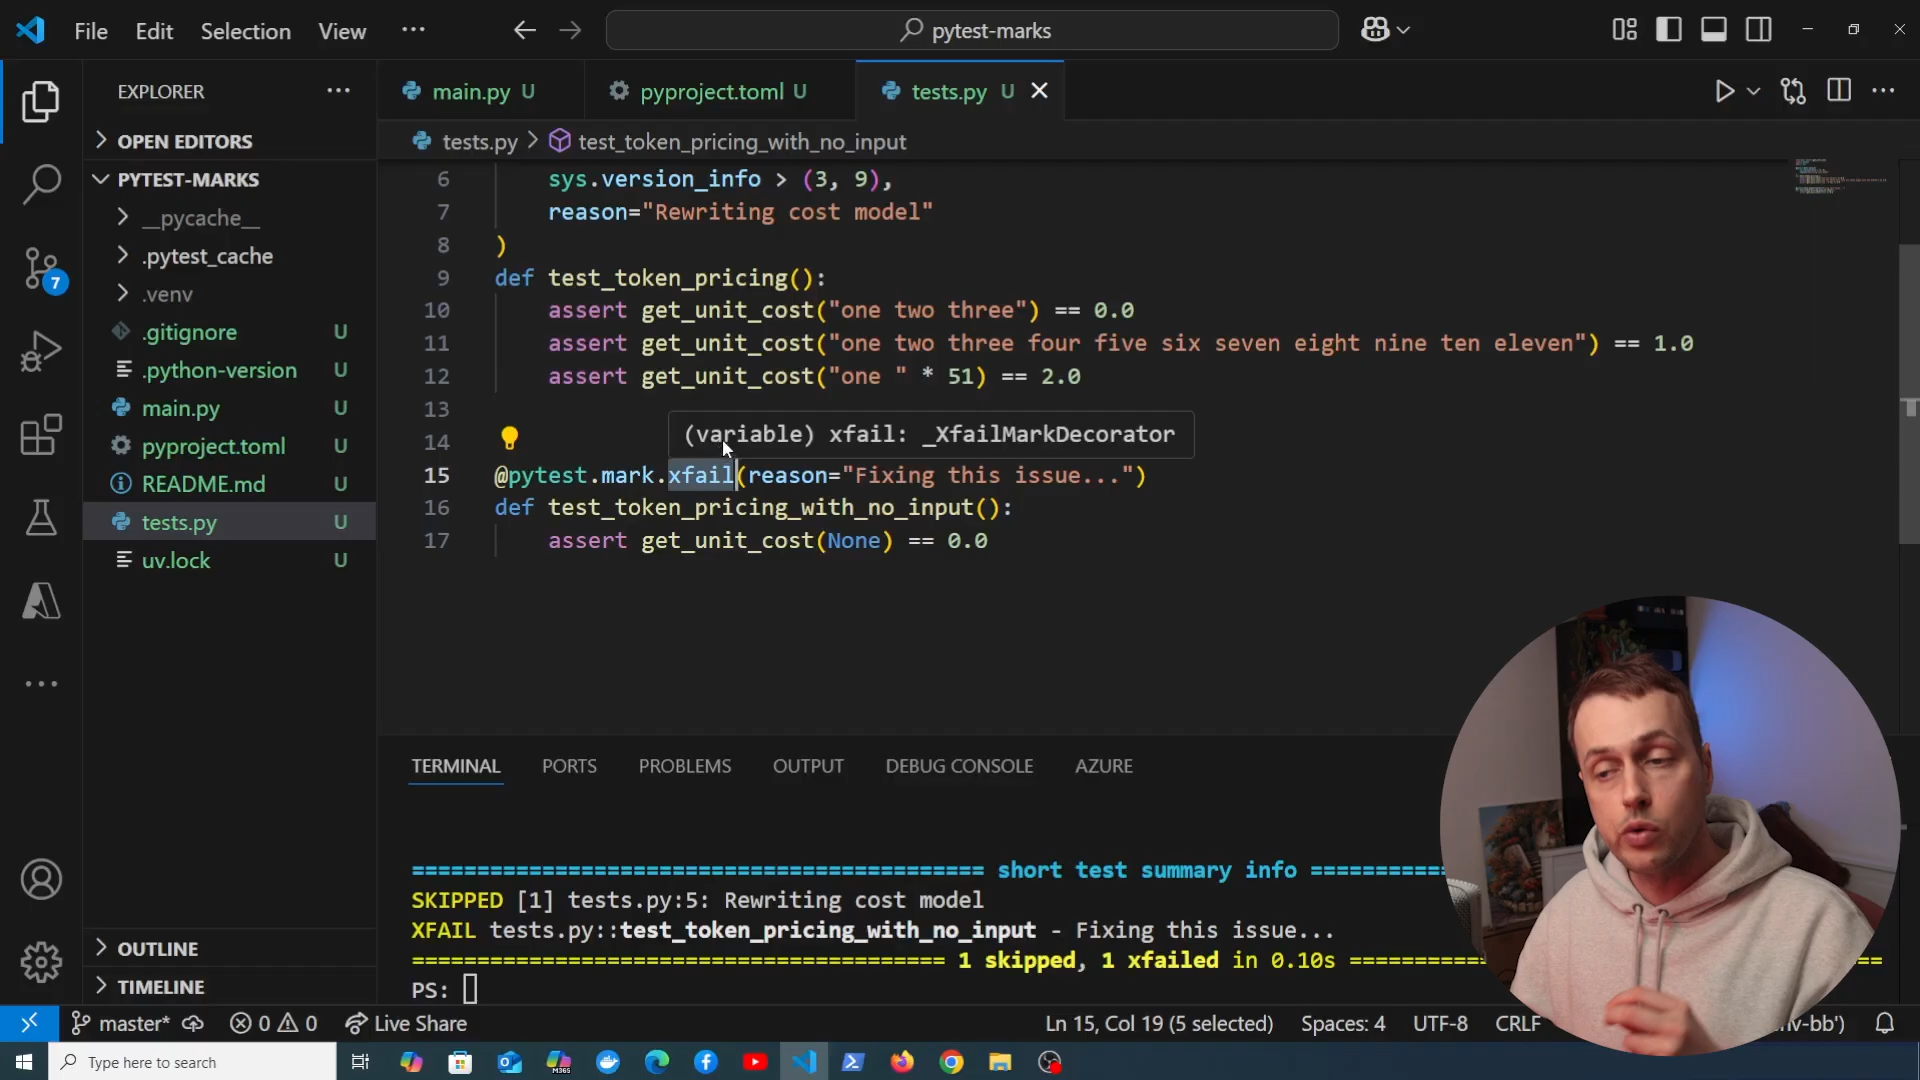 File Edit Selection View ··· pytest-marks
EXPLORER ···
OPEN EDITORS
PYTEST-MARKS
__pycache__
.pytest_cache
.venv
.gitignore U
.python-version U
main.py U
pyproject.toml U
README.md U
tests.py U
uv.lock U
OUTLINE
TIMELINE
7
main.py U pyproject.toml U tests.py U
tests.py > test_token_pricing_with_no_input
6 sys.version_info > (3, 9),
7 reason="Rewriting cost model"
8 )
9 def test_token_pricing():
10 assert get_unit_cost("one two three") == 0.0
11 assert get_unit_cost("one two three four five six seven eight nine ten eleven") == 1.0
12 assert get_unit_cost("one " * 51) == 2.0
13
14
(variable) xfail: _XfailMarkDecorator
15 @pytest.mark.xfail(reason="Fixing this issue...")
16 def test_token_pricing_with_no_input():
17 assert get_unit_cost(None) == 0.0
TERMINAL PORTS PROBLEMS OUTPUT DEBUG CONSOLE AZURE
============================================ short test summary info ===========
SKIPPED [1] tests.py:5: Rewriting cost model
XFAIL tests.py::test_token_pricing_with_no_input - Fixing this issue...
========================================= 1 skipped, 1 xfailed in 0.10s =========== ==
PS:
master* 0 0 Live Share Ln 15, Col 19 (5 selected) Spaces: 4 UTF-8 CRLF nv-bb')
Type here to search M365